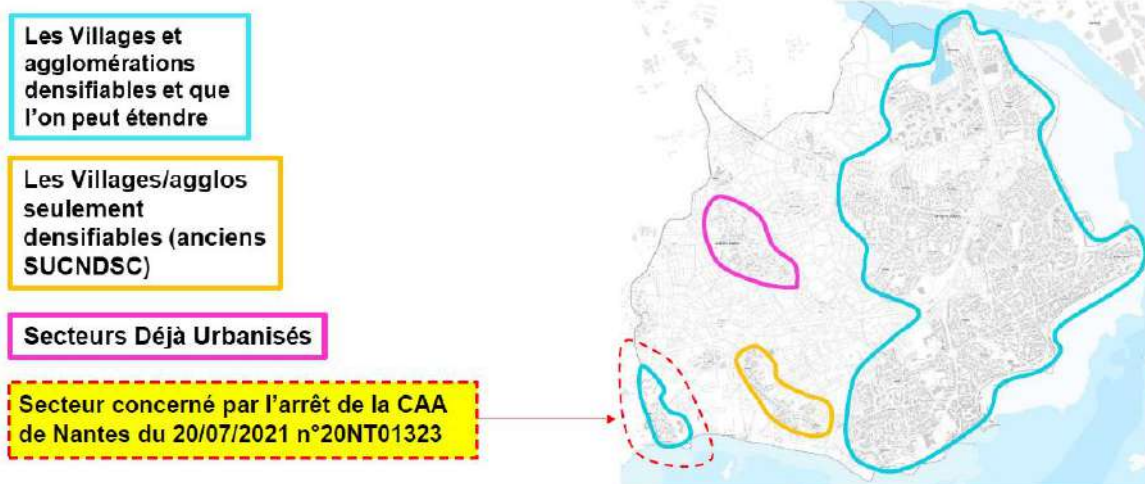 Les Villages et
agglomérations
densifiables et que
l'on peut étendre
Les Villages/agglos
seulement
densifiables (anciens
SUCNDSC)
Secteurs Déjà Urbanisés
Secteur concerné par l'arrêt de la CAA
de Nantes du 20/07/2021 n°20NT01323